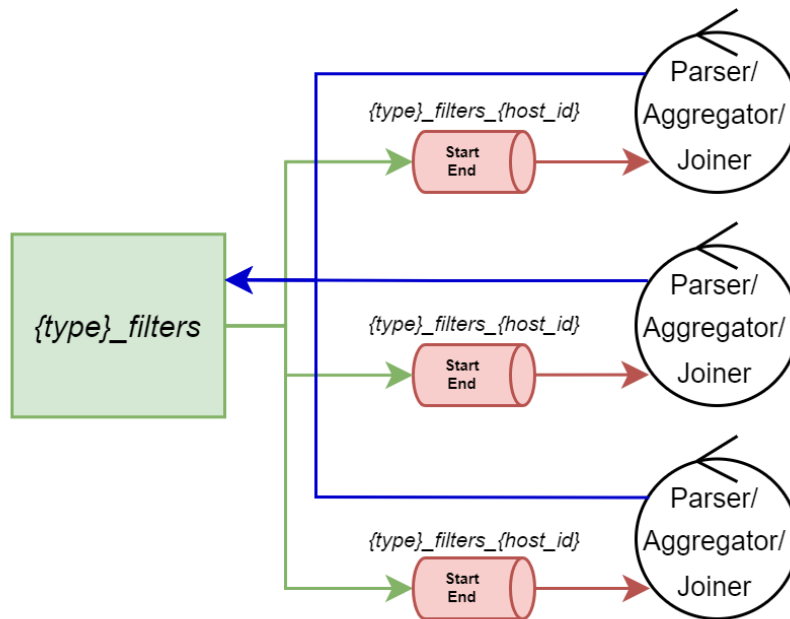 Parser/
Aggregator/
Joiner
{type}_filters_{host_id}
Start
End
{type}_filters
Parser/
Aggregator/
Joiner
{type}_filters_{host_id}
Start
End
Parser/
Aggregator/
Joiner
{type}_filters_{host_id}
Start
End